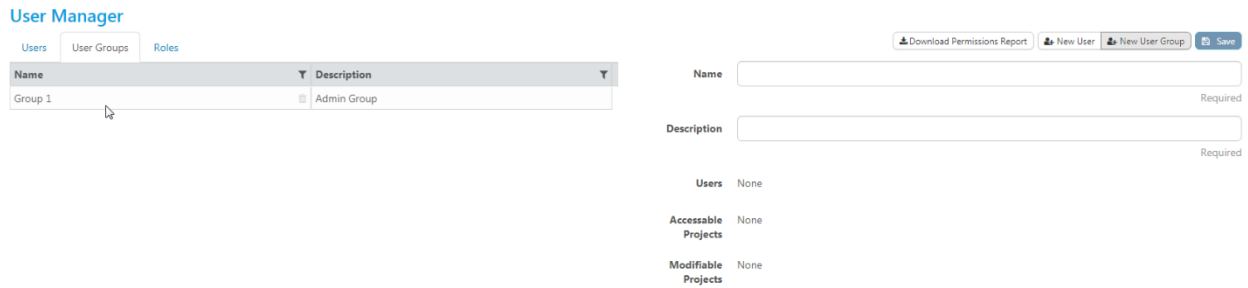 User Manager
Users User Groups Roles
Download Permissions Report New User New User Group Save
Name Description
Group 1 Admin Group
Name
Required
Description
Required
Users None
Accessable None
Projects
Modifiable None
Projects